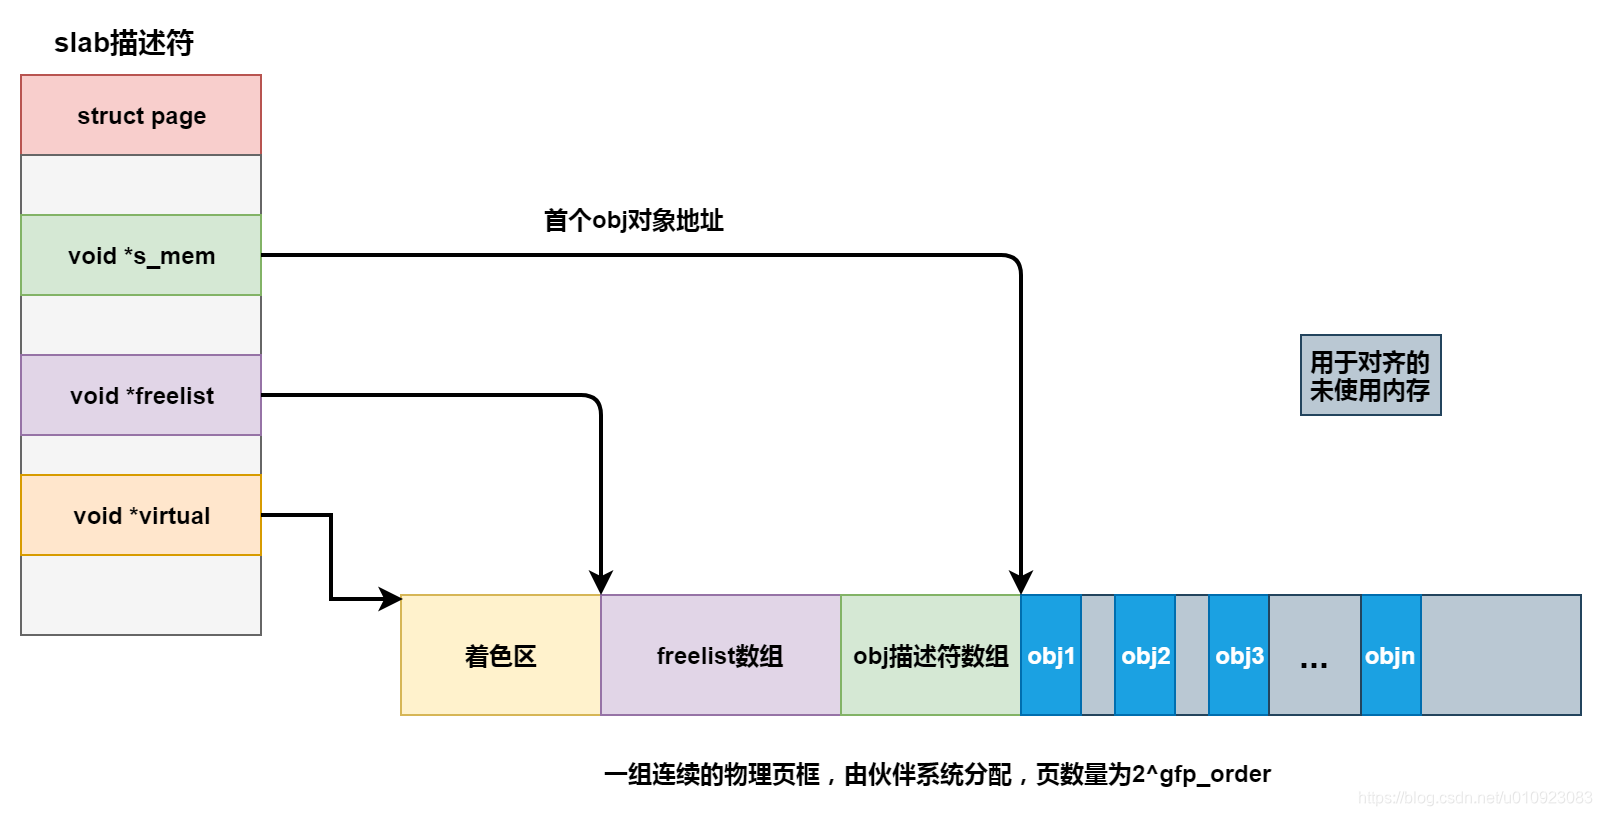 slab描述符
struct page
void *s_mem
首个obj对象地址
void *freelist
用于对齐的
未使用内存
void *virtual
着色区
freelist数组
obj描述符数组
obj1
obj2
obj3
...
objn
一组连续的物理页框，由伙伴系统分配，页数量为2^gfp_order
https://blog.csdn.net/u010923083